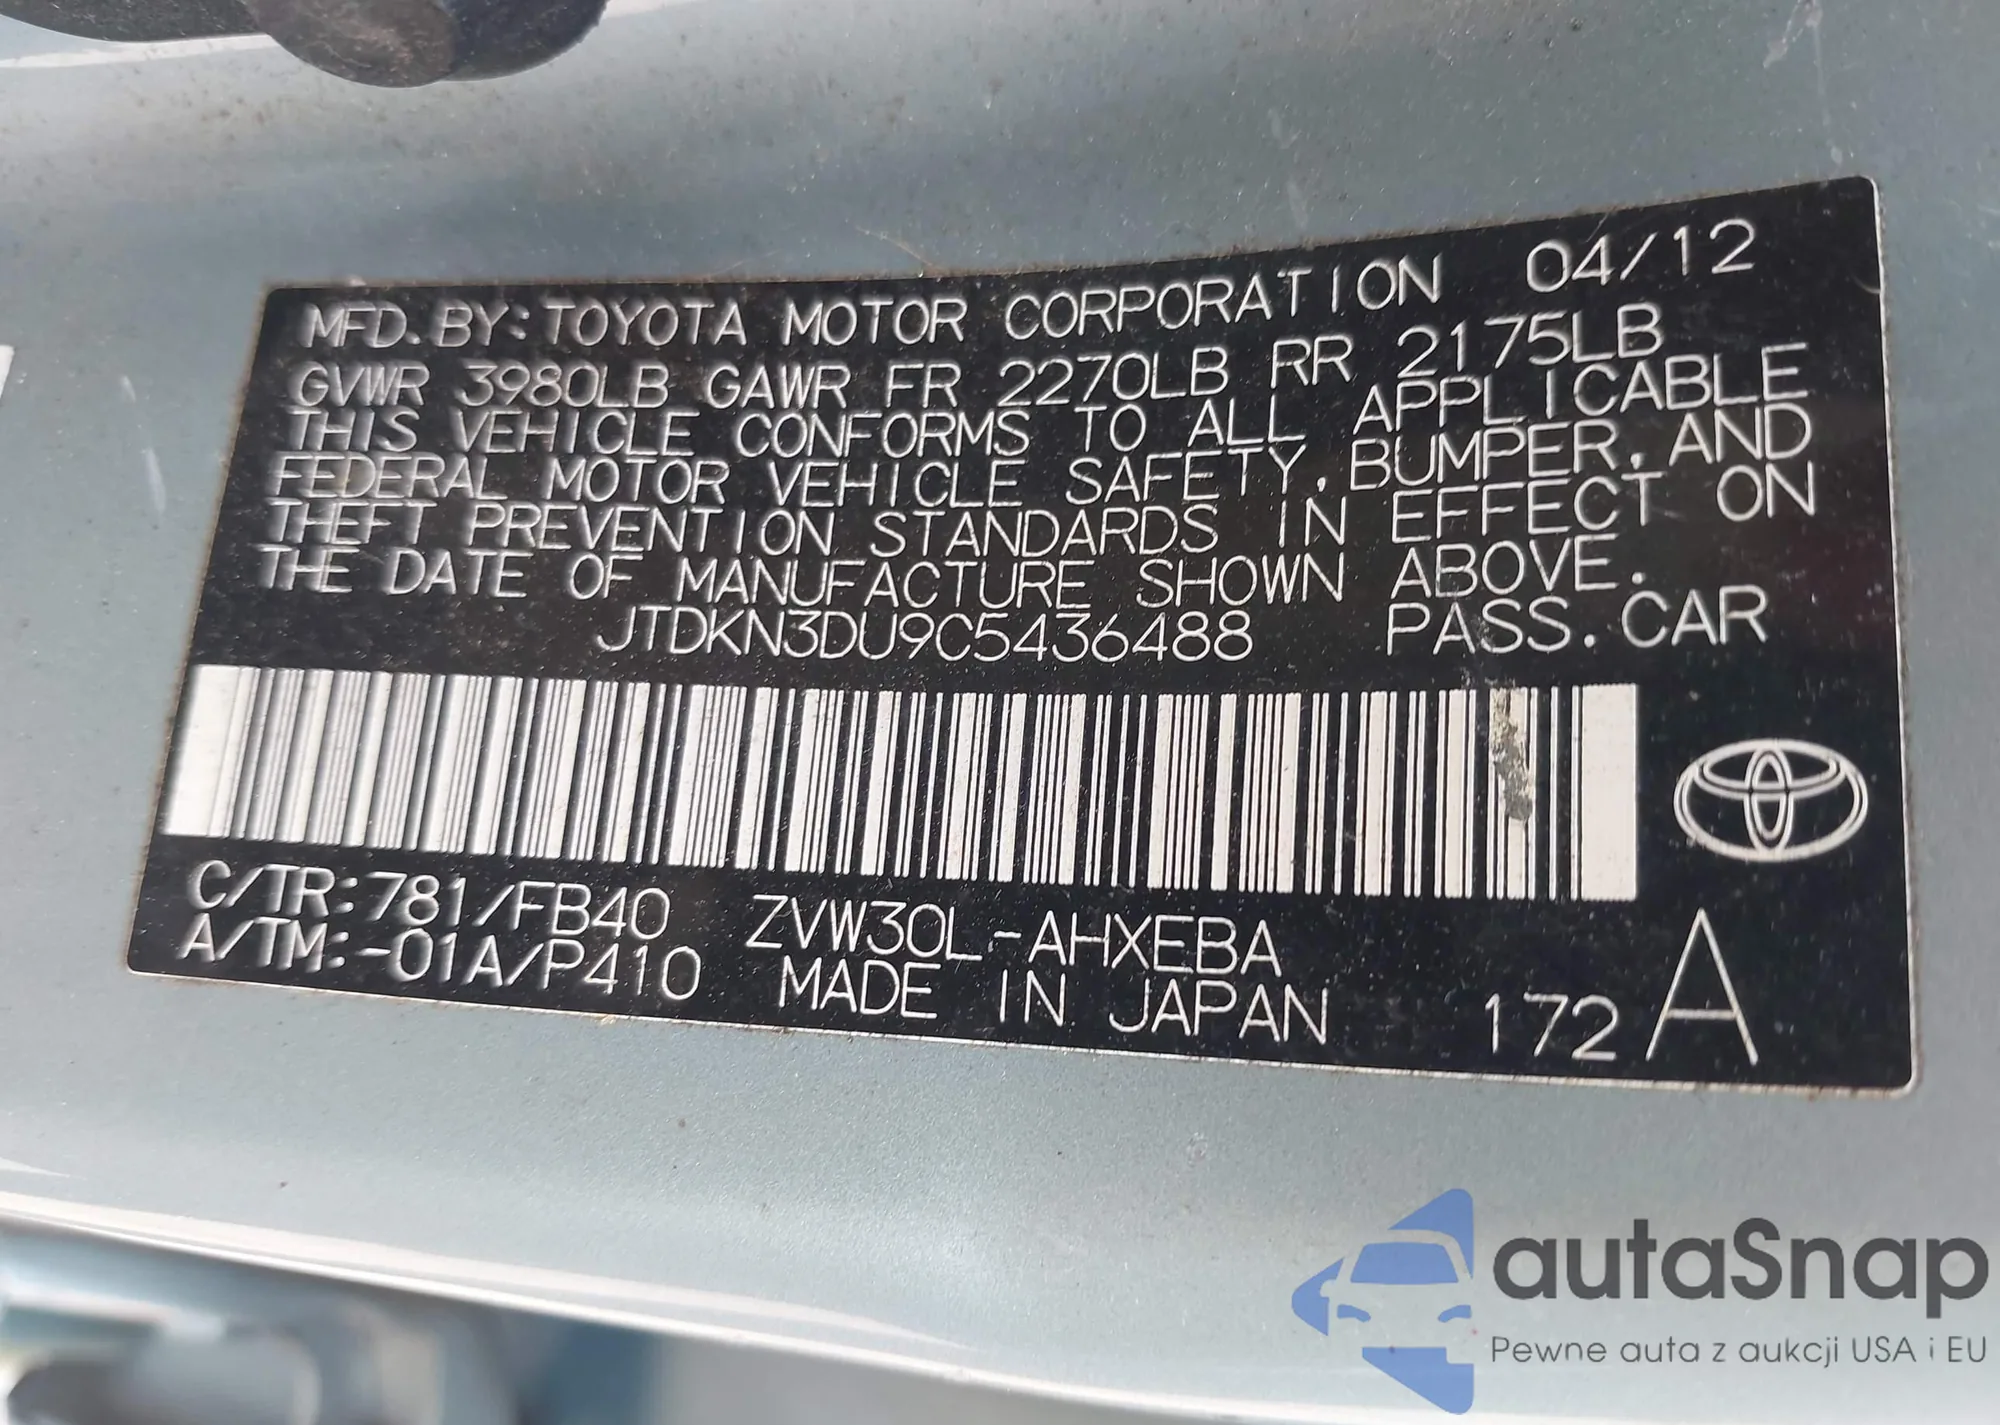 MFD. BY: TOYOTA MOTOR CORPORATION 04/12
GVWR 3980LB GAWR FR 2270LB RR 2175LB
THIS VEHICLE CONFORMS TO ALL APPLICABLE
FEDERAL MOTOR VEHICLE SAFETY, BUMPER, AND
THEFT PREVENTION STANDARDS IN EFFECT ON
THE DATE OF MANUFACTURE SHOWN ABOVE.
JTDKN3DU9C5436488 PASS. CAR
C/TR: 781/FB40 ZVW30L-AHXEBA
A/TM: -01A/P410 MADE IN JAPAN 172 A
autaSnap
Pewne auta z aukcji USA i EU